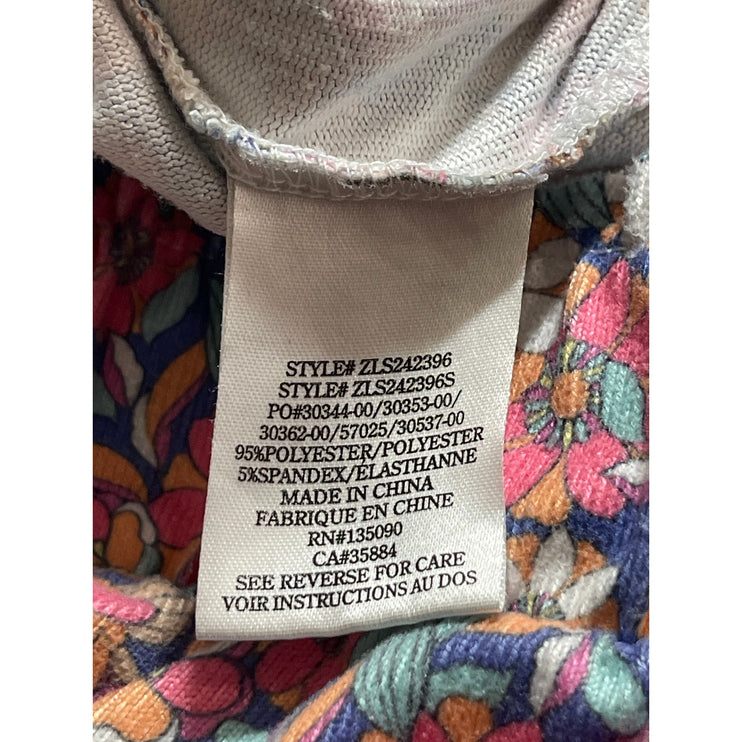 STYLE# ZLS242396
STYLE# ZLS242396S
PO#30344-00/30353-00/
30362-00/57025/30537-00
95%POLYESTER/POLYESTER
5%SPANDEX/ÉLASTHANNE
MADE IN CHINA
FABRIQUE EN CHINE
RN#135090
CA#35884
SEE REVERSE FOR CARE
VOIR INSTRUCTIONS AU DOS